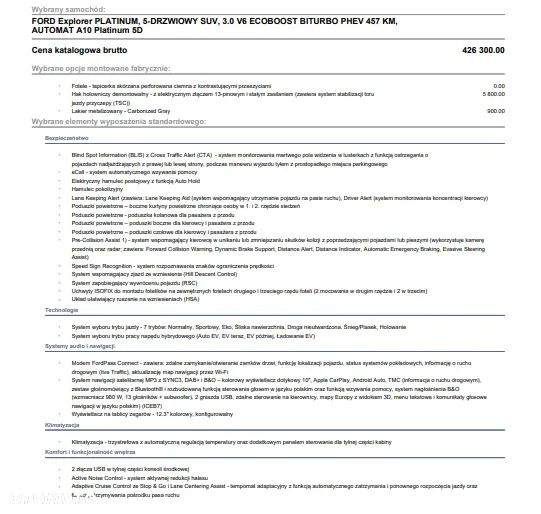 Wybrany samochód:
FORD Explorer PLATINUM, 5-DRZWIOWY SUV, 3.0 V6 ECOBOOST BITURBO PHEV 457 KM,
AUTOMAT A10 Platinum 5D
Cena katalogowa brutto 426 300.00
Wybrane opcje montowane fabrycznie:
Fotele - tapicerka skórzana perforowana ciemna z kontrastującymi przeszyciami 0.00
Hak holowniczy demontowalny - z elektrycznym złączem 13-pinowym i stałym zasilaniem (zawiera system stabilizacji toru 5 800.00
jazdy przyczepy (TSC))
Lakier metalizowany - Carbonized Gray 900.00
Wybrane elementy wyposażenia standardowego:
Bezpieczeństwo
Blind Spot Information (BLIS) z Cross Traffic Alert (CTA) - system monitorowania martwego pola widzenia w lusterkach z funkcją ostrzegania o
pojazdach nadjeżdżających z prawej lub lewej strony, podczas manewru wyjazdu tyłem z prostopadłego miejsca parkingowego
eCall - system automatycznego wzywania pomocy
Elektryczny hamulec postojowy z funkcją Auto Hold
Hamulec pokolizyjny
Lane Keeping Alert (zawiera: Lane Keeping Aid (system wspomagający utrzymanie pojazdu na pasie ruchu), Driver Alert (system monitorowania koncentracji kierowcy)
Poduszki powietrzne – boczne kurtyny powietrzne chroniące osoby w 1. i 2. rzędzie siedzeń
Poduszki powietrzne - poduszka kolanowa dla pasażera z przodu
Poduszki powietrzne – poduszki boczne dla kierowcy i pasażera z przodu
Poduszki powietrzne – poduszki czołowe dla kierowcy i pasażera z przodu
Pre-Collision Assist 1) - system wspomagający kierowcę w unikaniu lub zmniejszaniu skutków kolizji z poprzedzającymi pojazdami lub pieszymi (wykorzystuje kamerę
przednią oraz radar; zawiera: Forward Collision Warning, Dynamic Brake Support, Distance Alert, Distance Indicator, Automatic Emergency Braking, Evasive Steering
Assist)
Speed Sign Recognition - system rozpoznawania znaków ograniczenia prędkości
System wspomagający zjazd ze wzniesienia (Hill Descent Control)
System zapobiegający wywróceniu pojazdu (RSC)
Uchwyty ISOFIX do montażu fotelików na zewnętrznych fotelach drugiego i trzeciego rzędu foteli (2 mocowania w drugim rzędzie i 2 w trzecim)
Układ ułatwiający ruszanie na wzniesieniach (HSA)
Technologie
System wyboru trybu jazdy - 7 trybów: Normalny, Sportowy, Eko, Śliska nawierzchnia, Droga nieutwardzona. Śnieg/Piasek, Holowanie
System wyboru trybu pracy napędu hybrydowego (Auto EV, EV teraz, EV później, Ładowanie EV)
Systemy audio i nawigacji
Modem FordPass Connect - zawiera: zdalne zamykanie/otwieranie zamków drzwi, funkcję lokalizacji pojazdu, status systemów pokładowych, informację o ruchu
drogowym (live Traffic), aktualizację map nawigacji przez Wi-Fi
System nawigacji satelitarnej MP3 z SYNC3, DAB+ i B&O – kolorowy wyświetlacz dotykowy 10", Apple CarPlay, Android Auto, TMC (informacja o ruchu drogowym),
zestaw głośnomówiący z Bluetooth® i rozbudowaną funkcją sterowania głosem w języku polskim oraz funkcją wzywania pomocy, system nagłośnienia B&O
(wzmacniacz 980 W, 13 głośników + subwoofer), 2 gniazda USB, zdalne sterowanie na kierownicy, mapy Europy z widokiem 3D, menu tekstowe i komunikaty głosowe
nawigacji w języku polskim) (ICEB7)
Wyświetlacz na tablicy zegarów - 12.3" kolorowy, konfigurowalny
Klimatyzacja
Klimatyzacja - trzystrefowa z automatyczną regulacją temperatury oraz dodatkowym panelem sterowania dla tylnej części kabiny
Komfort i funkcjonalność wnętrza
2 złącza USB w tylnej części konsoli środkowej
Active Noise Control - system aktywnej redukcji hałasu
Adaptive Cruise Control ze Stop & Go i Lane Centering Assist - tempomat adaptacyjny z funkcją automatycznego zatrzymania i ponownego rozpoczęcia jazdy oraz
utrzymywania pośrodku pasa ruchu